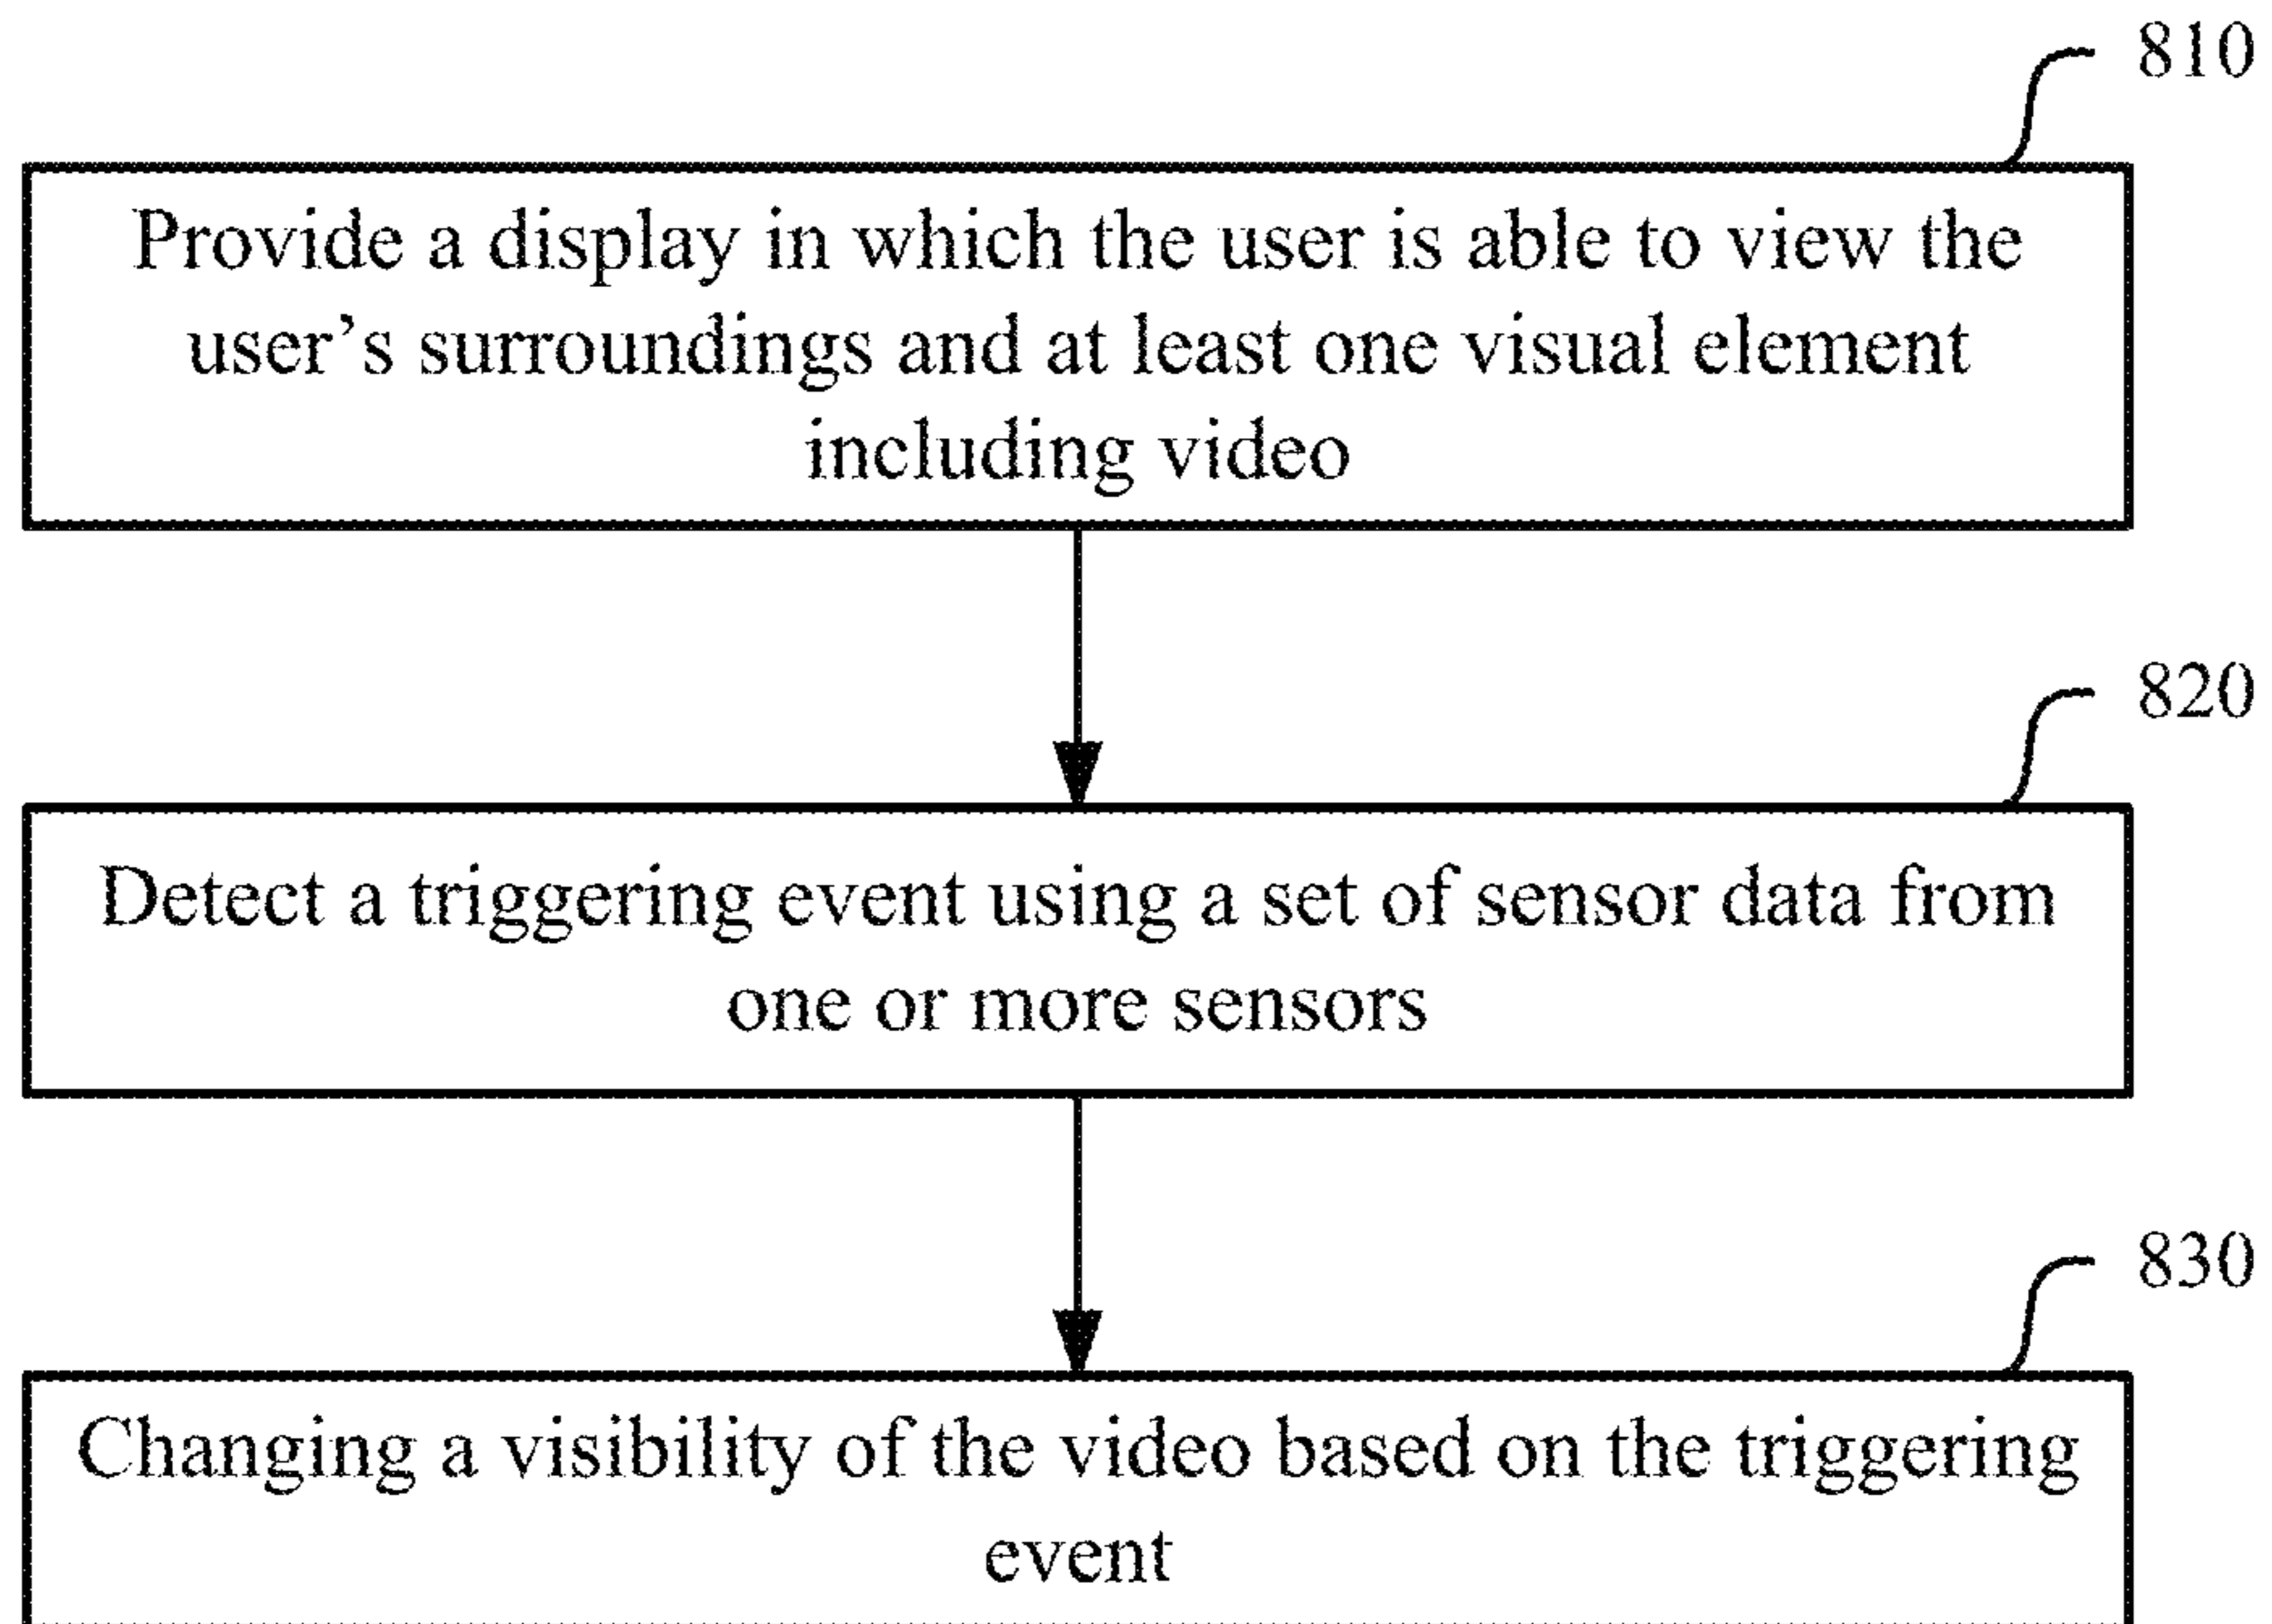 810
Provide a display in which the user is able to view the
user’s surroundings and at least one visual element
including video
820
Detect a triggering event using a set of sensor data from
one or more sensors
830
Changing a visibility of the video based on the triggering
event